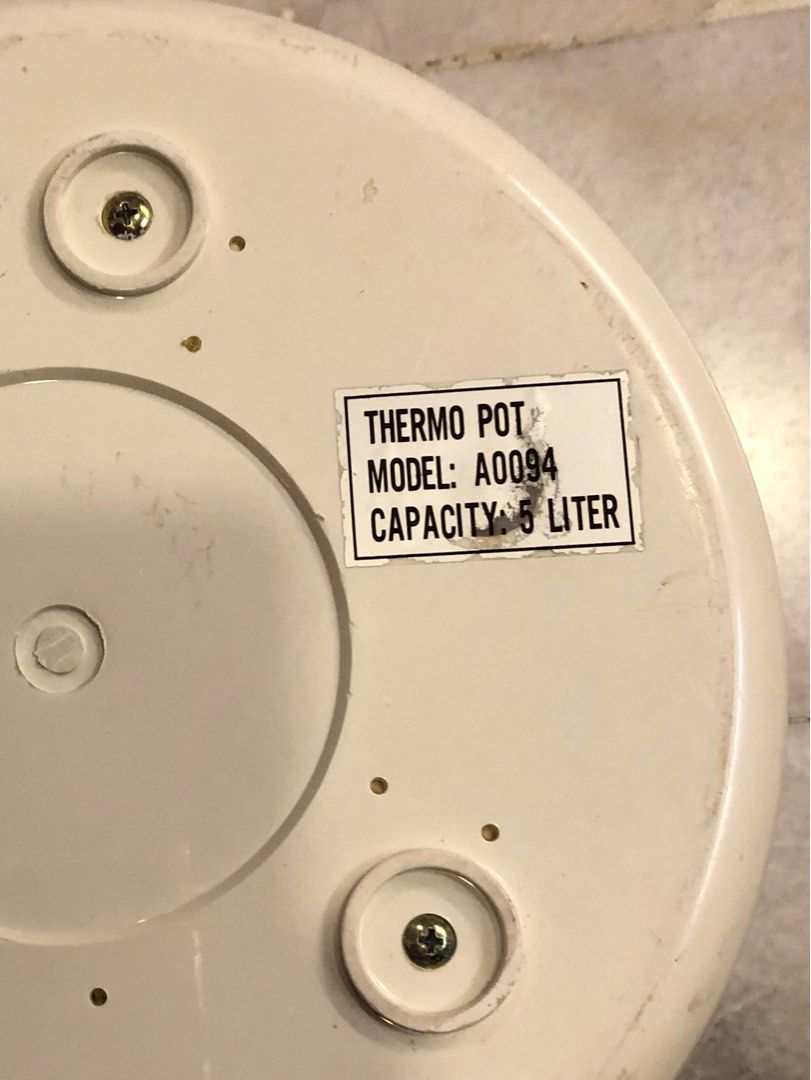 THERMO POT
MODEL: A0094
CAPACITY: 5 LITER